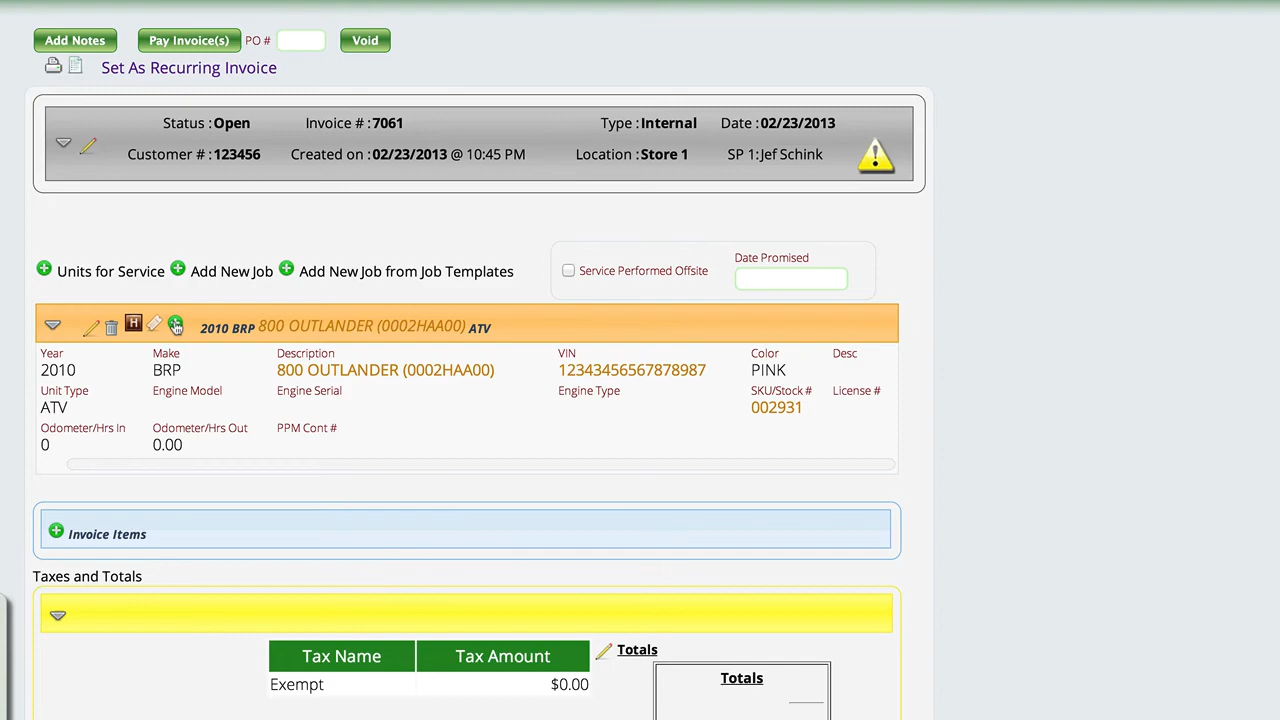 Add Notes Pay Invoice(s) PO # Void
Set As Recurring Invoice
Status : Open Invoice # : 7061 Type : Internal Date : 02/23/2013
Customer # : 123456 Created on : 02/23/2013 @ 10:45 PM Location : Store 1 SP 1: Jef Schink
Date Promised
Units for Service Add New Job Add New Job from Job Templates Service Performed Offsite
H 2010 BRP 800 OUTLANDER (0002HAA00) ATV
Year Make Description VIN Color Desc
2010 BRP 800 OUTLANDER (0002HAA00) 12343456567878987 PINK
Unit Type Engine Model Engine Serial Engine Type SKU/Stock # License #
ATV 002931
Odometer/Hrs In Odometer/Hrs Out PPM Cont #
0 0.00
Invoice Items
Taxes and Totals
Tax Name Tax Amount Totals
Exempt $0.00 Totals